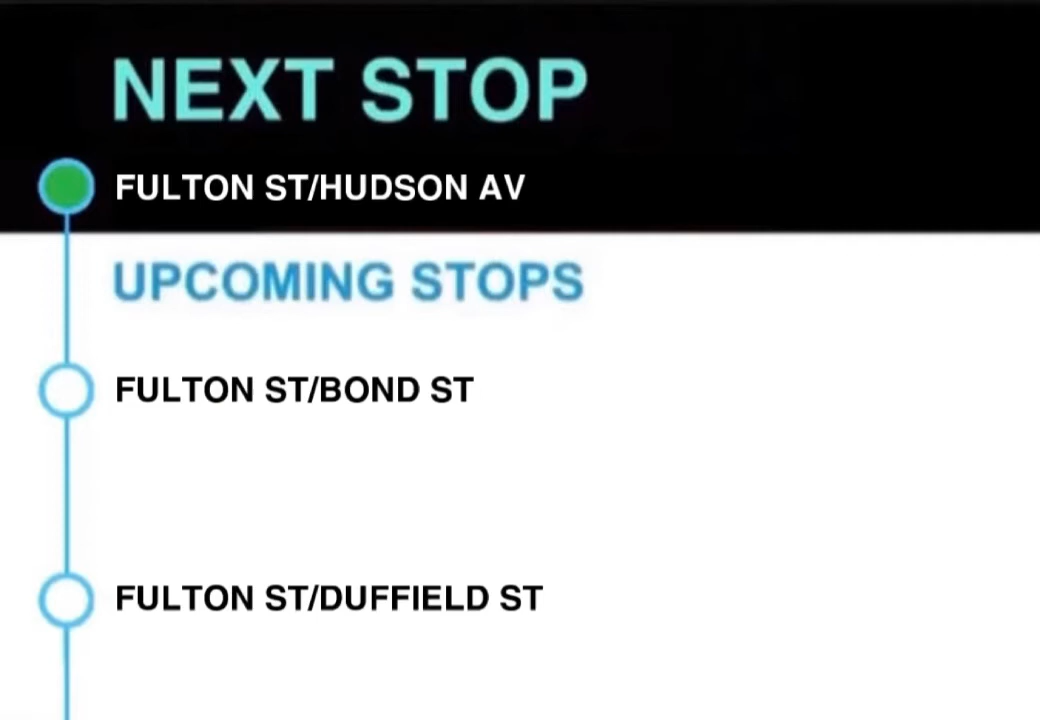 NEXT STOP
FULTON ST/HUDSON AV
UPCOMING STOPS
FULTON ST/BOND ST
FULTON ST/DUFFIELD ST